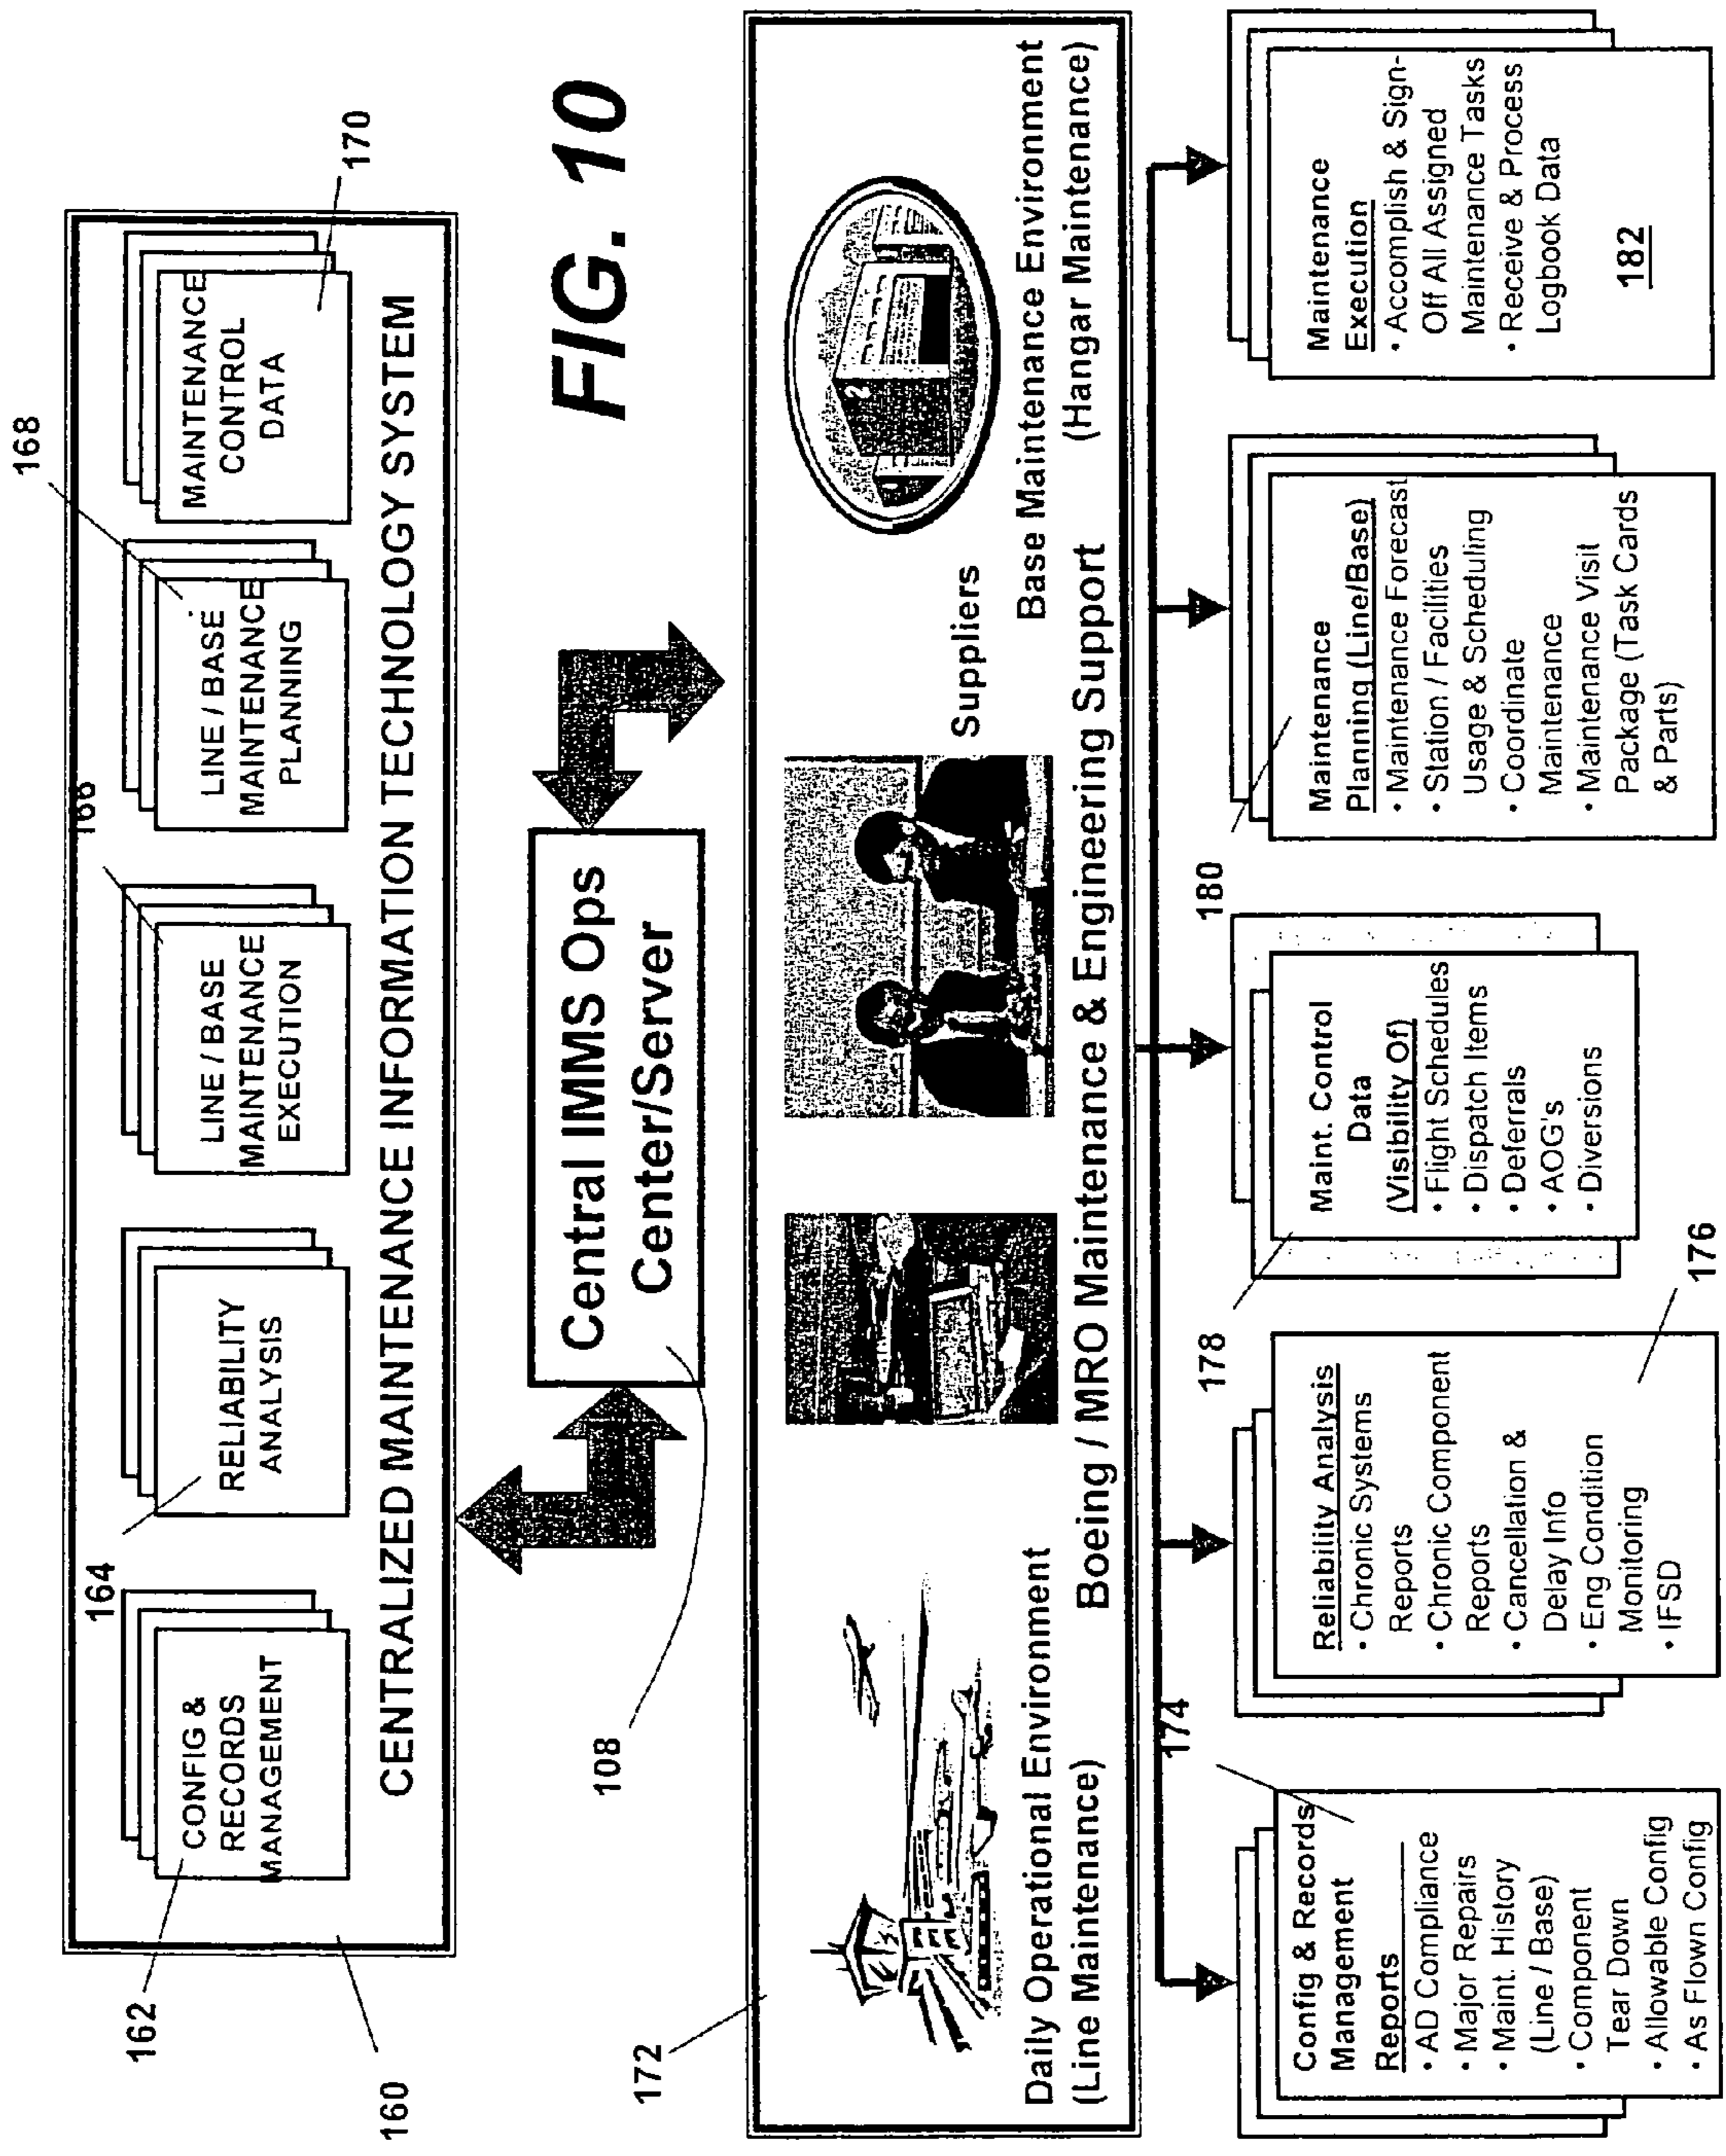 162
164
166
168
170
CONFIG &
RECORDS
MANAGEMENT
RELIABILITY
ANALYSIS
LINE / BASE
MAINTENANCE
EXECUTION
LINE / BASE
MAINTENANCE
PLANNING
MAINTENANCE
CONTROL
DATA
CENTRALIZED MAINTENANCE INFORMATION TECHNOLOGY SYSTEM
160
Central IMMS Ops
Center/Server
108
FIG. 10
172
2
Suppliers
Daily Operational Environment
(Line Maintenance)
Base Maintenance Environment
(Hangar Maintenance)
Boeing / MRO Maintenance & Engineering Support
174
Config & Records
Management
Reports
• AD Compliance
• Major Repairs
• Maint. History
(Line / Base)
• Component
Tear Down
• Allowable Config
• As Flown Config
Reliability Analysis
• Chronic Systems
Reports
• Chronic Component
Reports
• Cancellation &
Delay Info
• Eng Condition
Monitoring
• IFSD
176
178
Maint. Control
Data
(Visibility Of)
• Flight Schedules
• Dispatch Items
• Deferrals
• AOG's
• Diversions
180
Maintenance
Planning (Line/Base)
• Maintenance Forecast
• Station / Facilities
Usage & Scheduling
• Coordinate
Maintenance
• Maintenance Visit
Package (Task Cards
& Parts)
Maintenance
Execution
• Accomplish & Sign-
Off All Assigned
Maintenance Tasks
• Receive & Process
Logbook Data
182